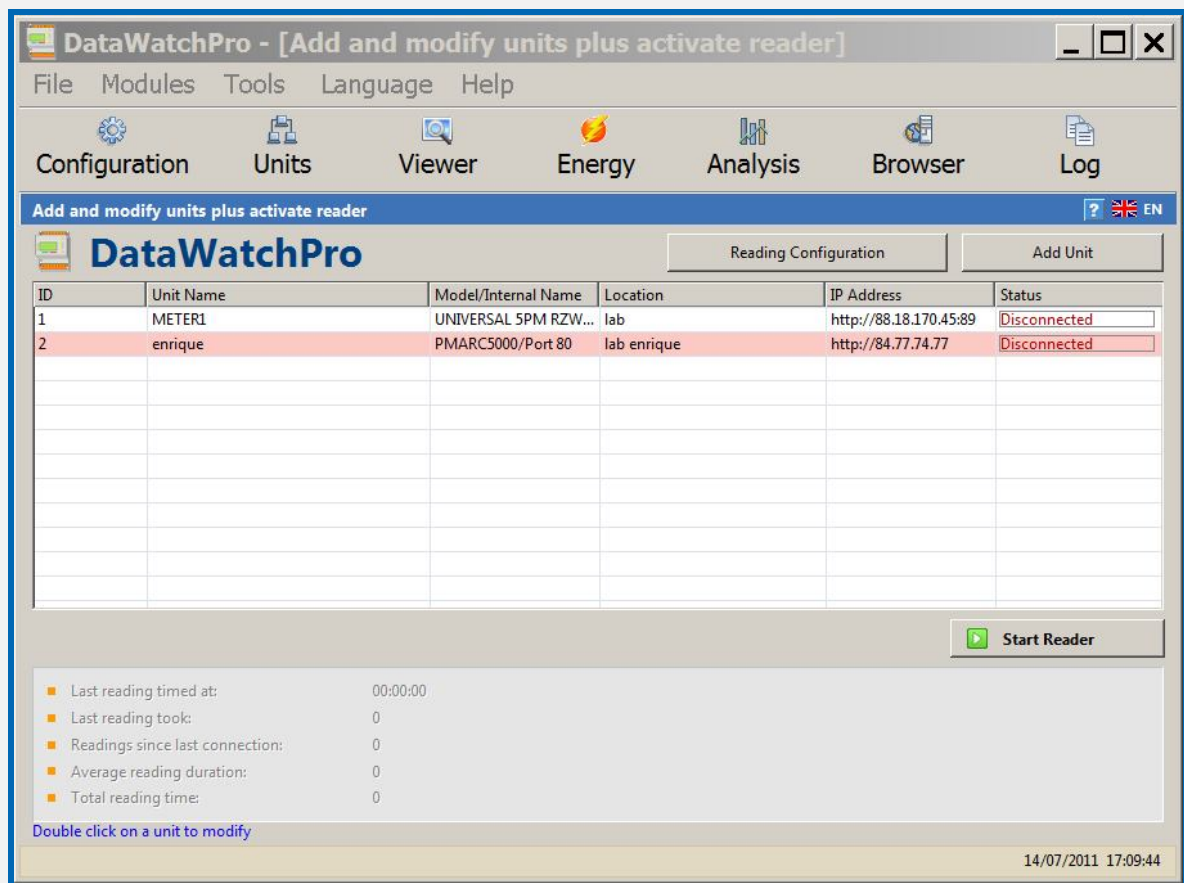 DataWatchPro - [Add and modify units plus activate reader]
File Modules Tools Language Help
Configuration Units Viewer Energy Analysis Browser Log
Add and modify units plus activate reader ? EN
DataWatchPro Reading Configuration Add Unit
ID Unit Name Model/Internal Name Location IP Address Status
1 METER1 UNIVERSAL 5PM RZW... lab http://88.18.170.45:89 Disconnected
2 enrique PMARC5000/Port 80 lab enrique http://84.77.74.77 Disconnected
Start Reader
Last reading timed at: 00:00:00
Last reading took: 0
Readings since last connection: 0
Average reading duration: 0
Total reading time: 0
Double click on a unit to modify
14/07/2011 17:09:44